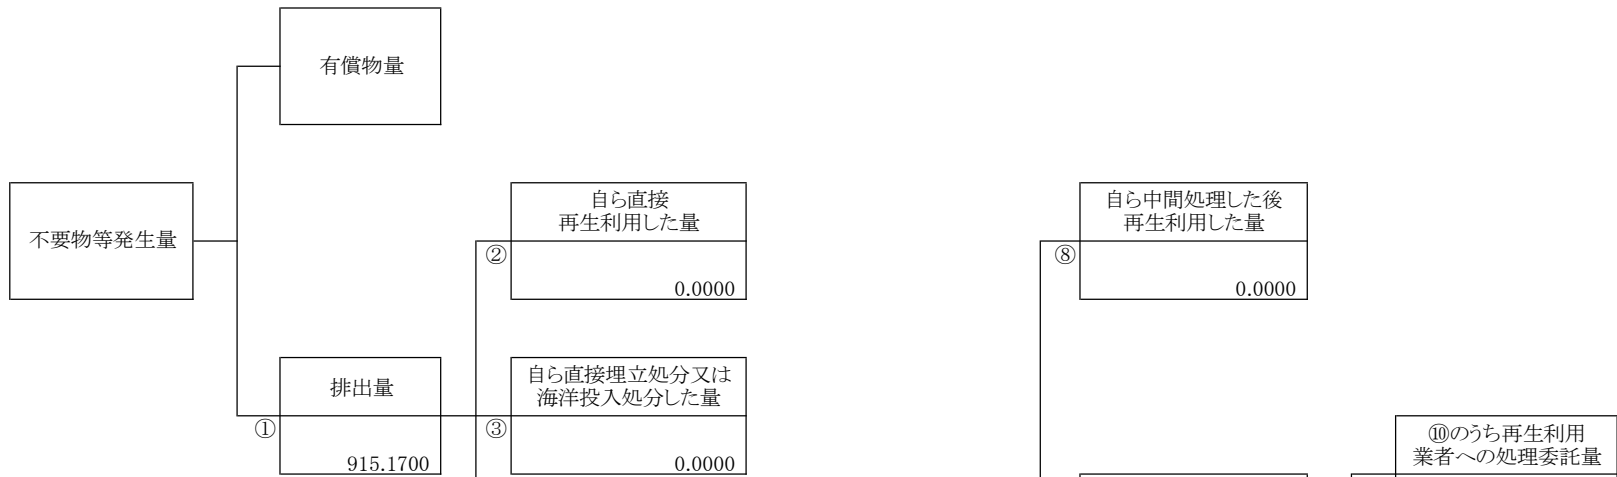 有償物量
不要物等発生量
自ら直接
再生利用した量
②
0.0000
自ら中間処理した後
再生利用した量
⑧
0.0000
排出量
①
915.1700
自ら直接埋立処分又は
海洋投入処分した量
③
0.0000
⑩のうち再生利用
業者への処理委託量